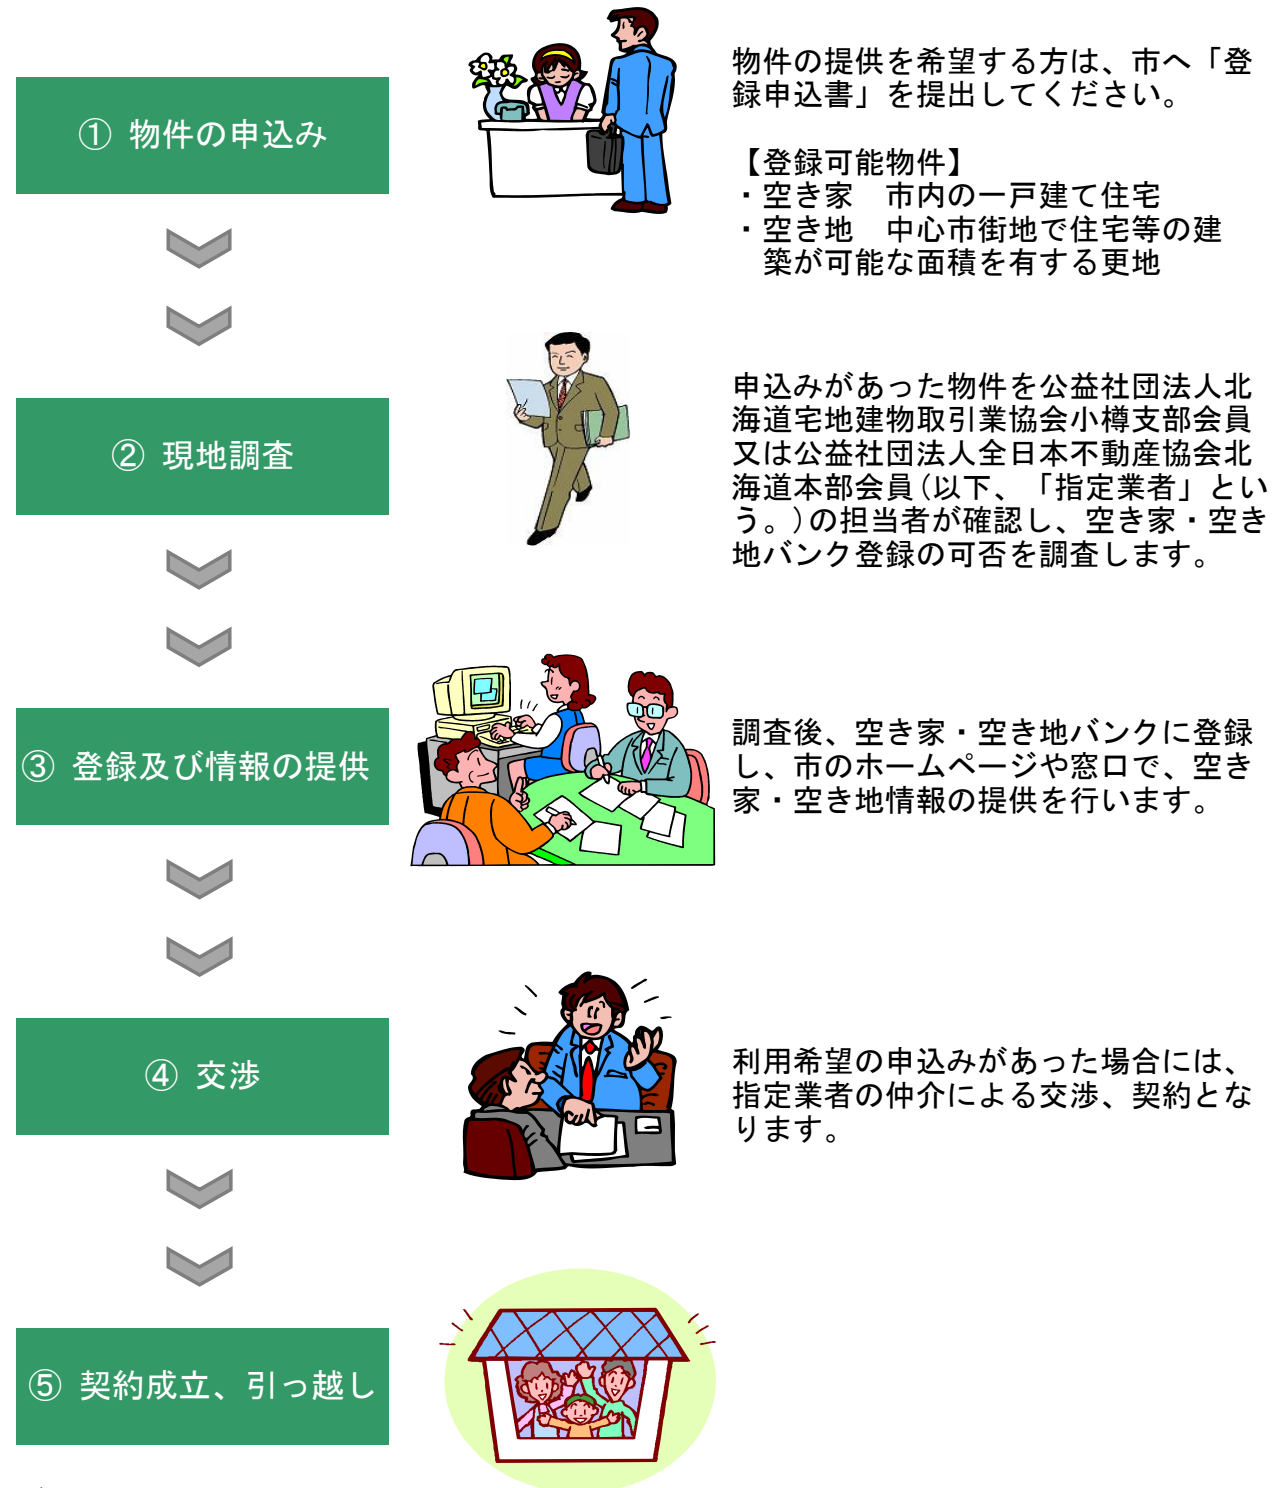 ① 物件の申込み
物件の提供を希望する方は、市へ「登
録申込書」を提出してください。
【登録可能物件】
・空き家　市内の一戸建て住宅
・空き地　中心市街地で住宅等の建
築が可能な面積を有する更地
② 現地調査
申込みがあった物件を公益社団法人北
海道宅地建物取引業協会小樽支部会員
又は公益社団法人全日本不動産協会北
海道本部会員(以下、「指定業者」とい
う。)の担当者が確認し、空き家・空き
地バンク登録の可否を調査します。
③ 登録及び情報の提供
調査後、空き家・空き地バンクに登録
し、市のホームページや窓口で、空き
家・空き地情報の提供を行います。
④ 交渉
利用希望の申込みがあった場合には、
指定業者の仲介による交渉、契約とな
ります。
⑤ 契約成立、引っ越し